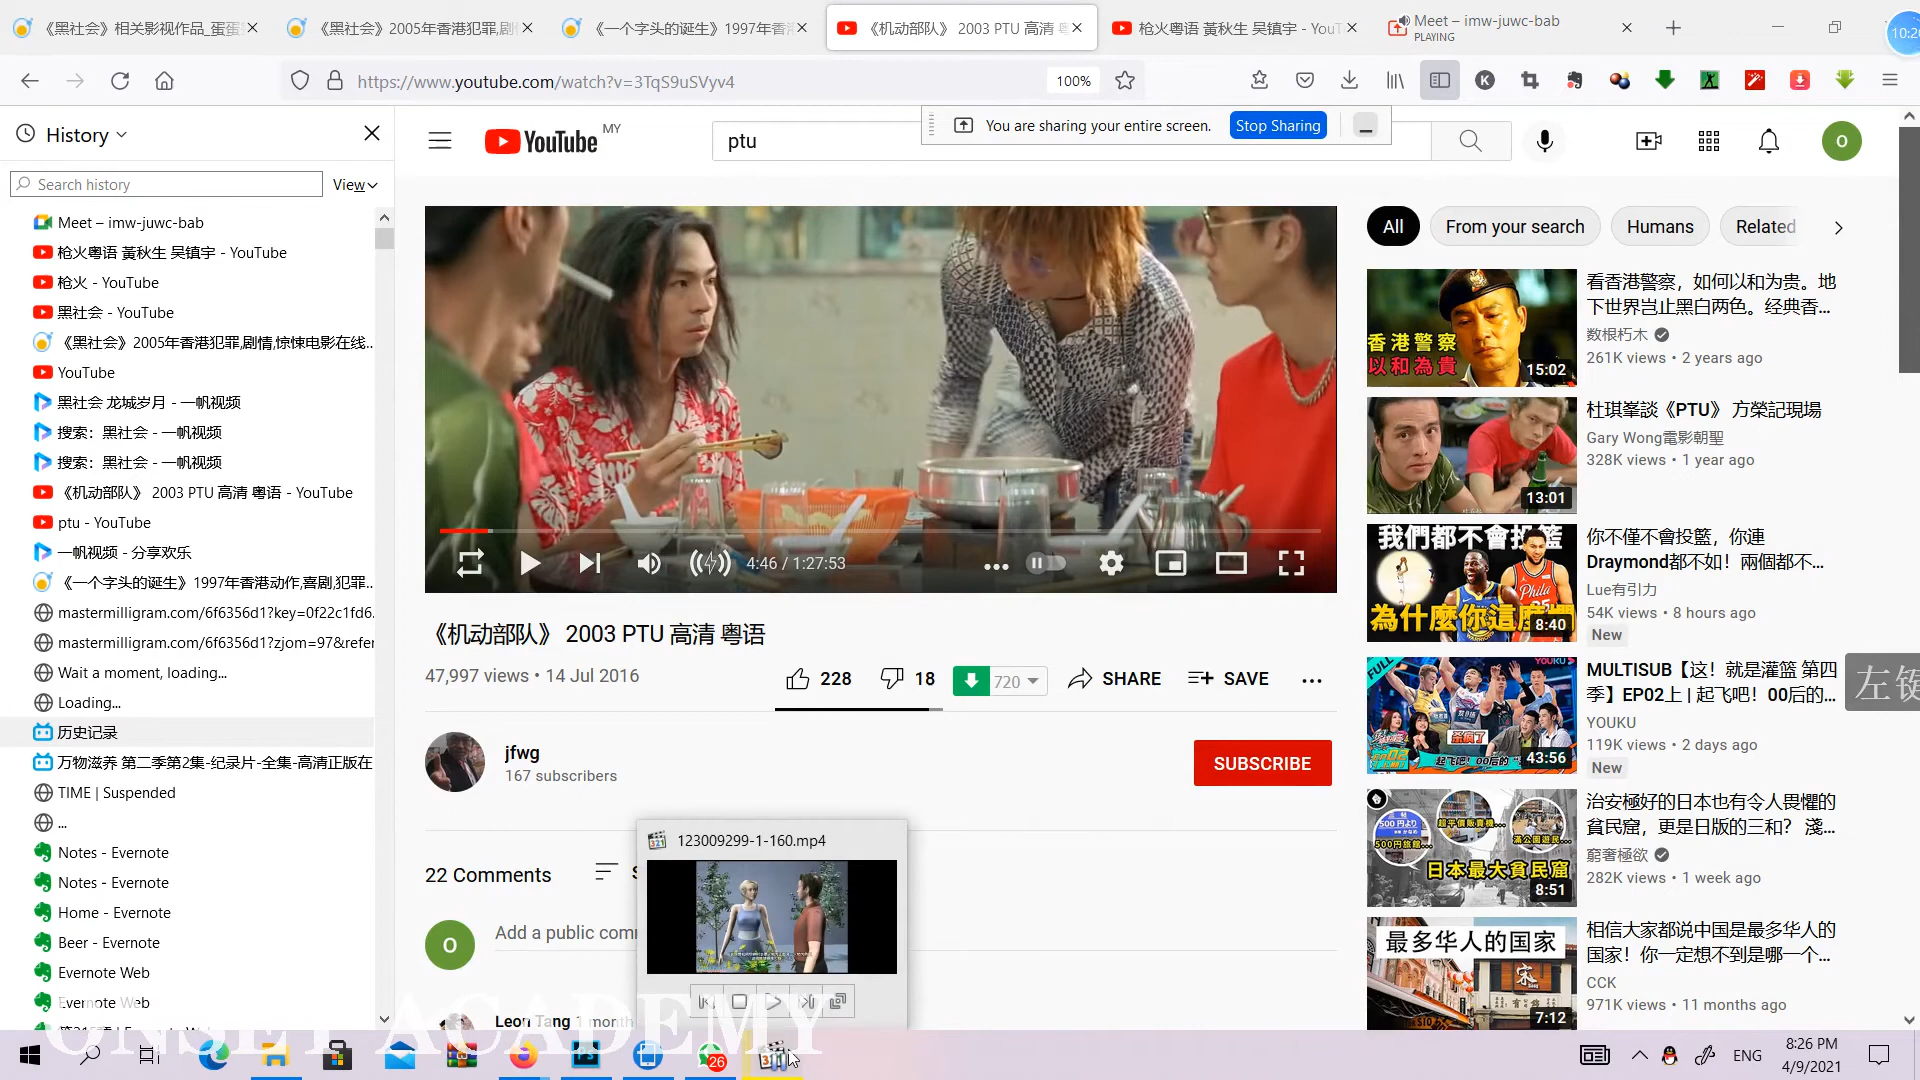 《黑社会》相关影视作品_蛋蛋
《黑社会》2005年香港犯罪,剧
《一个字头的诞生》1997年香
《机动部队》 2003 PTU 高清 粤
枪火粤语 黃秋生 吴镇宇 - YouT
Meet – imw-juwc-bab
PLAYING
10:2
https://www.youtube.com/watch?v=3TqS9uSVyv4
100%
History
You are sharing your entire screen.
Stop Sharing
YouTube
MY
ptu
Search history
View
Meet – imw-juwc-bab
枪火粤语 黃秋生 吴镇宇 - YouTube
枪火 - YouTube
黑社会 - YouTube
《黑社会》2005年香港犯罪,剧情,惊悚电影在线...
YouTube
黑社会 龙城岁月 - 一帆视频
搜索：黑社会 - 一帆视频
搜索：黑社会 - 一帆视频
《机动部队》 2003 PTU 高清 粤语 - YouTube
ptu - YouTube
一帆视频 - 分享欢乐
《一个字头的诞生》1997年香港动作,喜剧,犯罪...
mastermilligram.com/6f6356d1?key=0f22c1fd6.
mastermilligram.com/6f6356d1?zjom=97&refer
Wait a moment, loading...
Loading...
历史记录
万物滋养 第二季第2集-纪录片-全集-高清正版在
TIME | Suspended
...
Notes - Evernote
Notes - Evernote
Home - Evernote
Beer - Evernote
Evernote Web
Evernote Web
4:46 / 1:27:53
《机动部队》 2003 PTU 高清 粤语
47,997 views • 14 Jul 2016
228
18
720
SHARE
SAVE
jfwg
167 subscribers
SUBSCRIBE
22 Comments
Add a public com
123009299-1-160.mp4
Leon Tang 1 month
All
From your search
Humans
Related
香港警察
以和為貴
15:02
看香港警察，如何以和为贵。地
下世界岂止黑白两色。经典香...
数根朽木
261K views • 2 years ago
13:01
杜琪峯談《PTU》 方榮記現場
Gary Wong電影朝聖
328K views • 1 year ago
我們都不會投籃
為什麼你這
8:40
你不僅不會投籃，你連
Draymond都不如！兩個都不...
Lue有引力
54K views • 8 hours ago
New
FULL
YOUKU
43:56
MULTISUB【这！就是灌篮 第四
季】EP02上 | 起飞吧！00后的...
YOUKU
119K views • 2 days ago
New
左键
日本最大貧民窟
8:51
治安極好的日本也有令人畏懼的
貧民窟，更是日版的三和？ 淺...
窮奢極欲
282K views • 1 week ago
最多华人的国家
7:12
相信大家都说中国是最多华人的
国家！你一定想不到是哪一个...
CCK
971K views • 11 months ago
ONSET ACADEMY
26
321
ENG
8:26 PM
4/9/2021